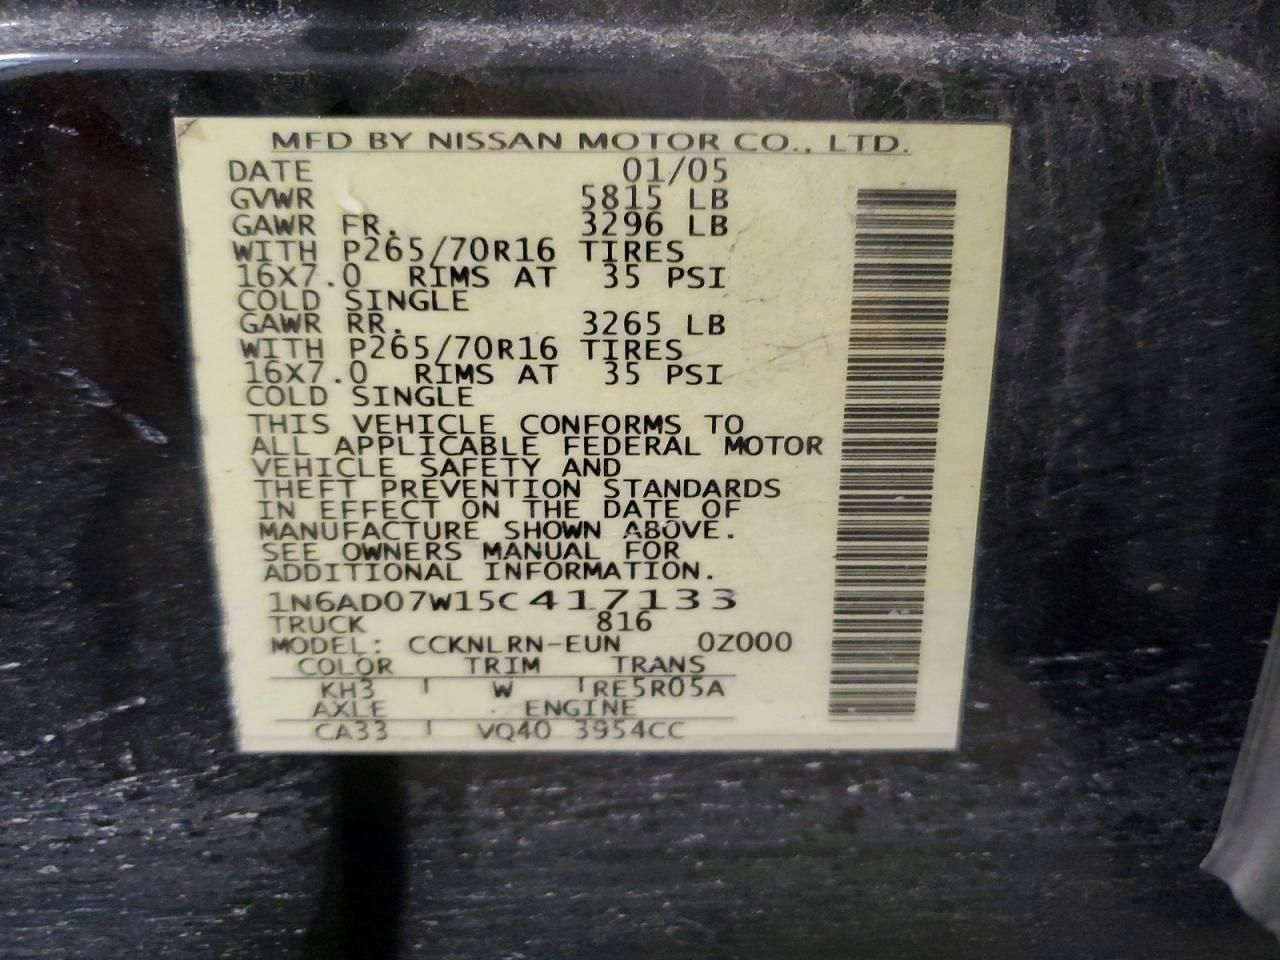 MFD BY NISSAN MOTOR CO., LTD.
DATE 01/05
GVWR 5815 LB
GAWR FR. 3296 LB
WITH P265/70R16 TIRES
16X7.0 RIMS AT 35 PSI
COLD SINGLE
GAWR RR. 3265 LB
WITH P265/70R16 TIRES
16X7.0 RIMS AT 35 PSI
COLD SINGLE
THIS VEHICLE CONFORMS TO
ALL APPLICABLE FEDERAL MOTOR
VEHICLE SAFETY AND
THEFT PREVENTION STANDARDS
IN EFFECT ON THE DATE OF
MANUFACTURE SHOWN ABOVE.
SEE OWNERS MANUAL FOR
ADDITIONAL INFORMATION.
1N6AD07W15C417133
TRUCK 816
MODEL: CCKNLRN-EUN 0Z000
COLOR TRIM TRANS
KH3 W RE5R05A
AXLE ENGINE
CA33 VQ40 3954CC